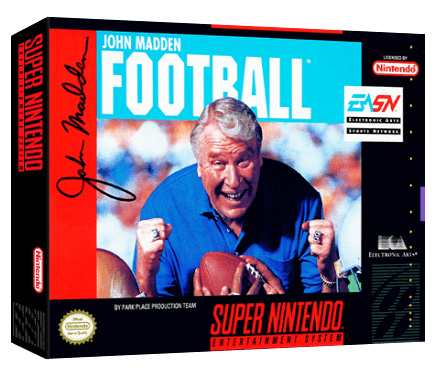 SUPER NINTENDO
ENTERTAINMENT SYSTEM
Nintendo
JOHN MADDEN
FOOTBALL
™
John Madden
LICENSED BY
Nintendo
EASN
ELECTRONIC ARTS
SPORTS NETWORK
ELECTRONIC ARTS®
BY PARK PLACE PRODUCTION TEAM
SUPER NINTENDO
ENTERTAINMENT SYSTEM